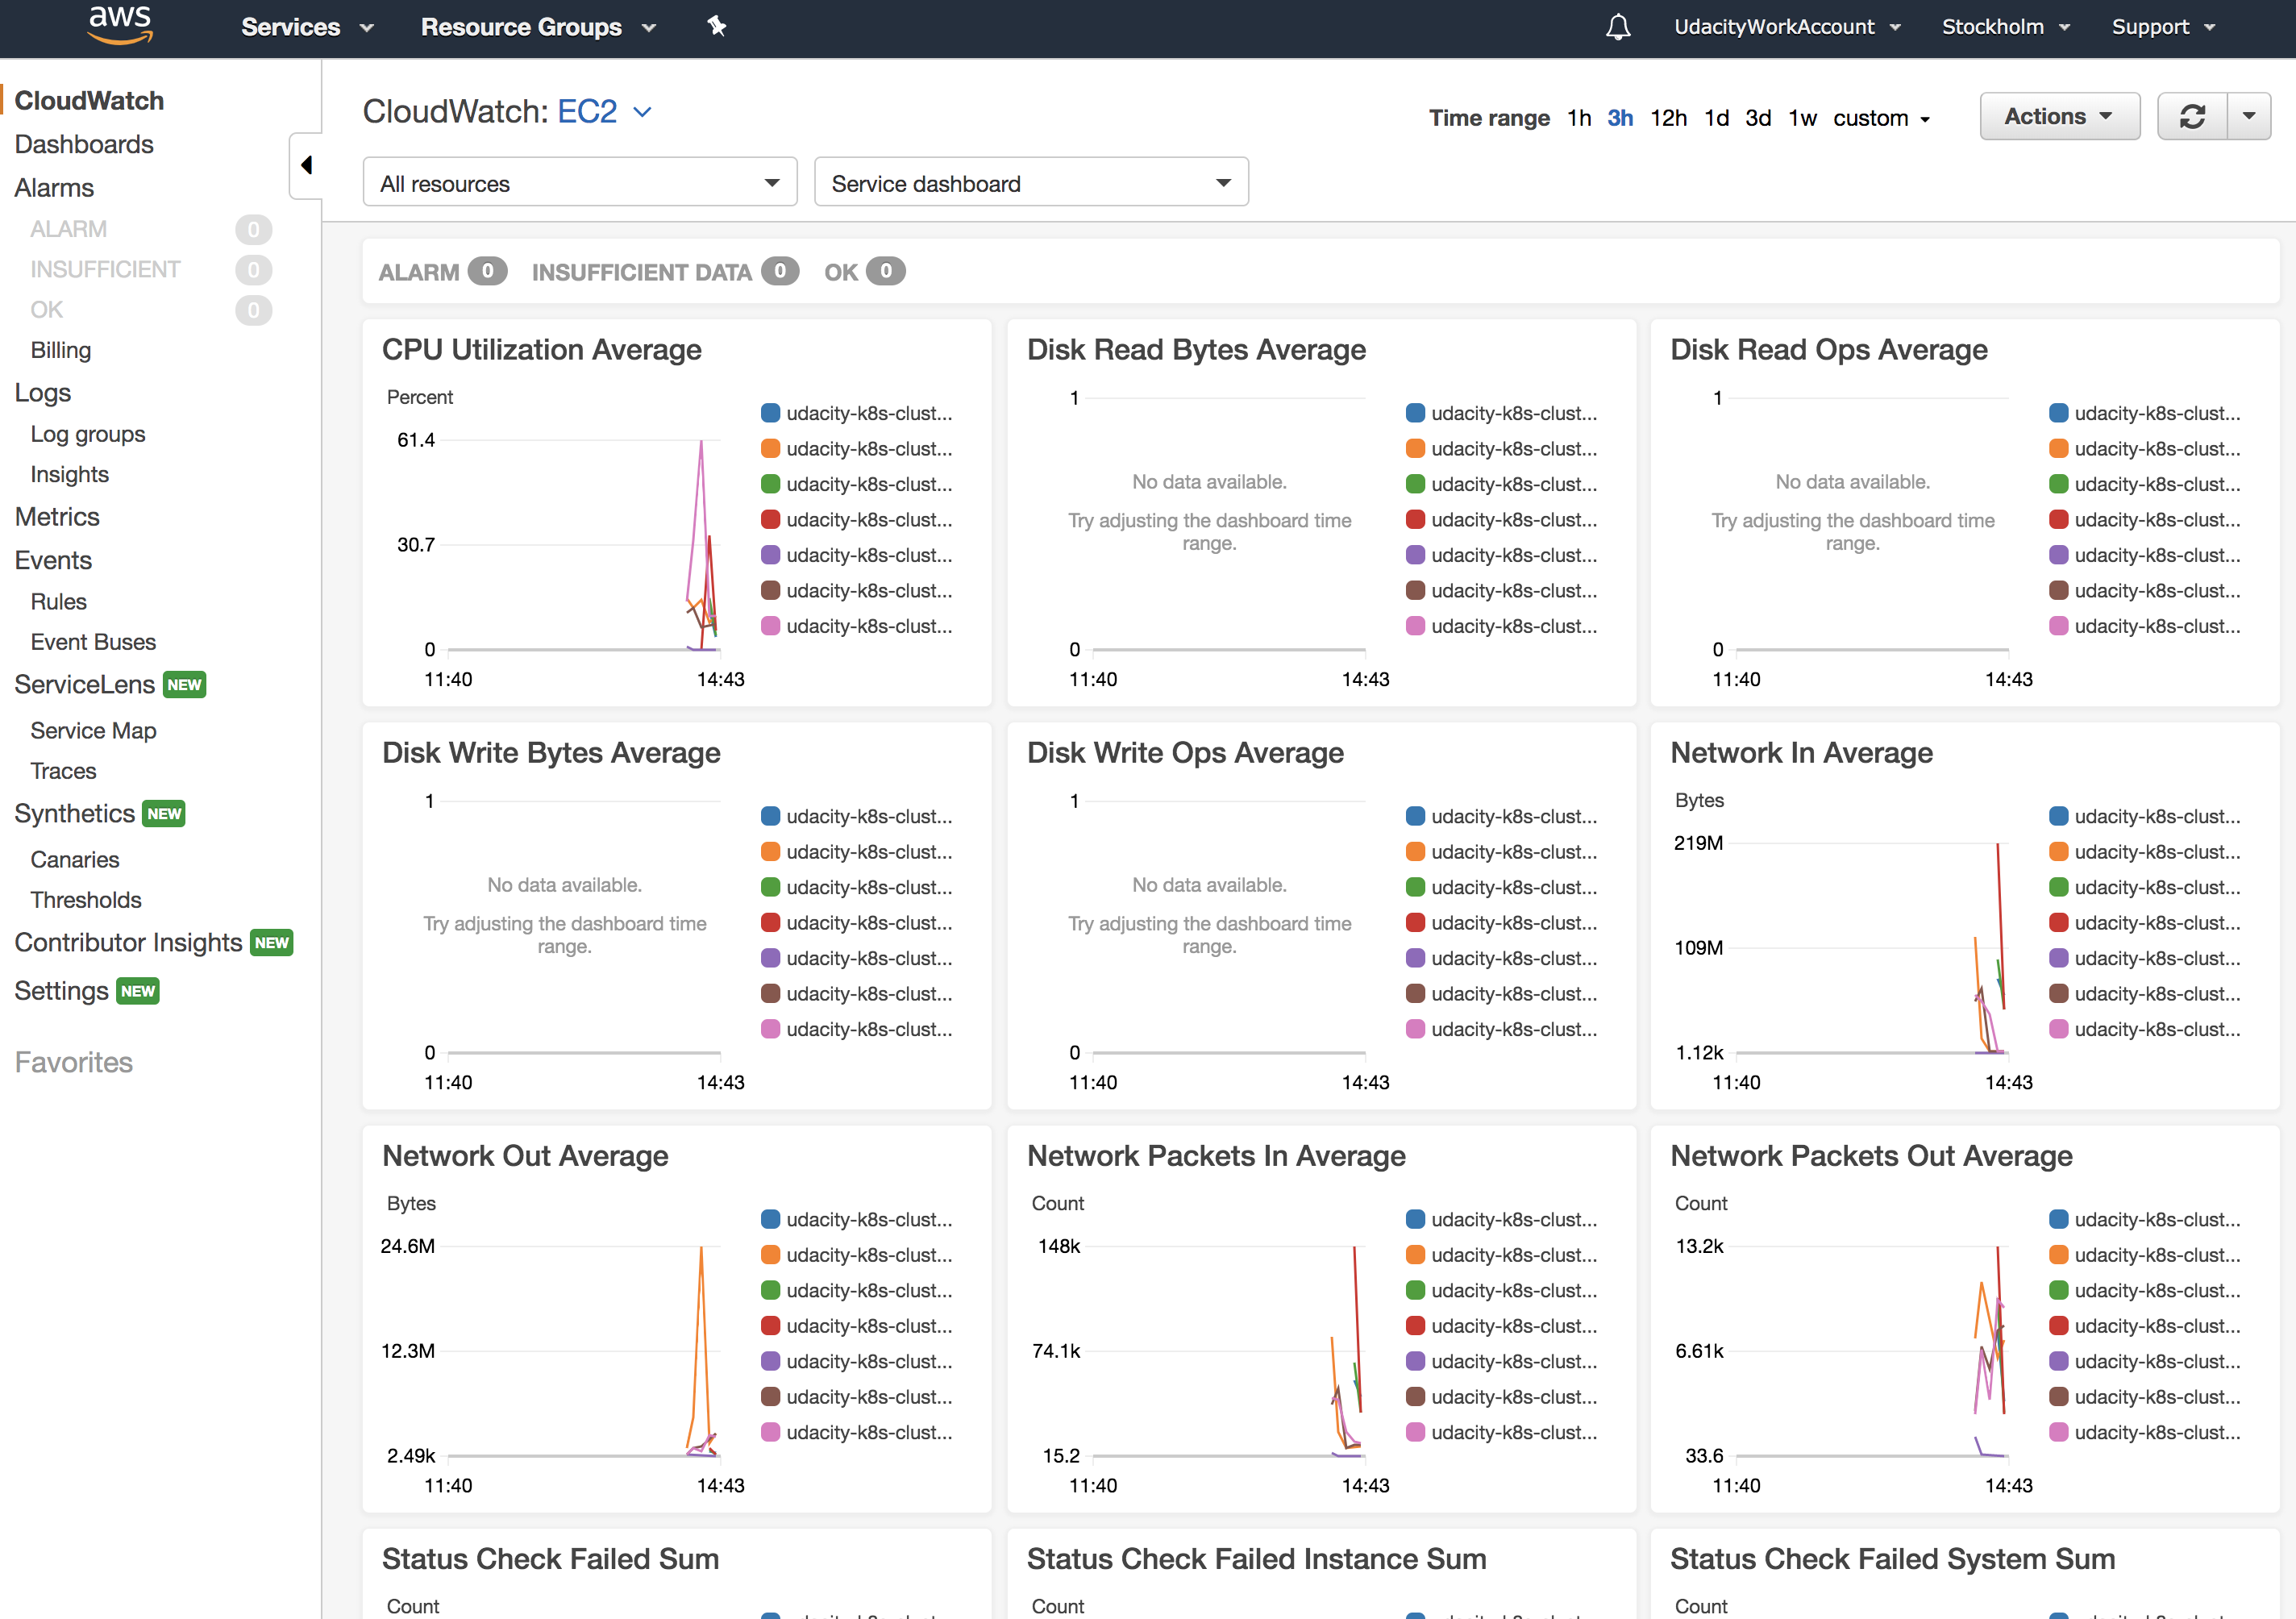 aws Services Resource Groups UdacityWorkAccount Stockholm Support
CloudWatch
Dashboards
Alarms
ALARM 0
INSUFFICIENT 0
OK 0
Billing
Logs
Log groups
Insights
Metrics
Events
Rules
Event Buses
ServiceLens NEW
Service Map
Traces
Synthetics NEW
Canaries
Thresholds
Contributor Insights NEW
Settings NEW
Favorites
CloudWatch: EC2
Time range 1h 3h 12h 1d 3d 1w custom Actions
All resources Service dashboard
ALARM 0 INSUFFICIENT DATA 0 OK 0
CPU Utilization Average
Percent
61.4
30.7
0
11:40 14:43
udacity-k8s-clust...
udacity-k8s-clust...
udacity-k8s-clust...
udacity-k8s-clust...
udacity-k8s-clust...
udacity-k8s-clust...
udacity-k8s-clust...
Disk Read Bytes Average
1
No data available.
Try adjusting the dashboard time
range.
0
11:40 14:43
udacity-k8s-clust...
udacity-k8s-clust...
udacity-k8s-clust...
udacity-k8s-clust...
udacity-k8s-clust...
udacity-k8s-clust...
udacity-k8s-clust...
Disk Read Ops Average
1
No data available.
Try adjusting the dashboard time
range.
0
11:40 14:43
udacity-k8s-clust...
udacity-k8s-clust...
udacity-k8s-clust...
udacity-k8s-clust...
udacity-k8s-clust...
udacity-k8s-clust...
udacity-k8s-clust...
Disk Write Bytes Average
1
No data available.
Try adjusting the dashboard time
range.
0
11:40 14:43
udacity-k8s-clust...
udacity-k8s-clust...
udacity-k8s-clust...
udacity-k8s-clust...
udacity-k8s-clust...
udacity-k8s-clust...
udacity-k8s-clust...
Disk Write Ops Average
1
No data available.
Try adjusting the dashboard time
range.
0
11:40 14:43
udacity-k8s-clust...
udacity-k8s-clust...
udacity-k8s-clust...
udacity-k8s-clust...
udacity-k8s-clust...
udacity-k8s-clust...
udacity-k8s-clust...
Network In Average
Bytes
219M
109M
1.12k
11:40 14:43
udacity-k8s-clust...
udacity-k8s-clust...
udacity-k8s-clust...
udacity-k8s-clust...
udacity-k8s-clust...
udacity-k8s-clust...
udacity-k8s-clust...
Network Out Average
Bytes
24.6M
12.3M
2.49k
11:40 14:43
udacity-k8s-clust...
udacity-k8s-clust...
udacity-k8s-clust...
udacity-k8s-clust...
udacity-k8s-clust...
udacity-k8s-clust...
udacity-k8s-clust...
Network Packets In Average
Count
148k
74.1k
15.2
11:40 14:43
udacity-k8s-clust...
udacity-k8s-clust...
udacity-k8s-clust...
udacity-k8s-clust...
udacity-k8s-clust...
udacity-k8s-clust...
udacity-k8s-clust...
Network Packets Out Average
Count
13.2k
6.61k
33.6
11:40 14:43
udacity-k8s-clust...
udacity-k8s-clust...
udacity-k8s-clust...
udacity-k8s-clust...
udacity-k8s-clust...
udacity-k8s-clust...
udacity-k8s-clust...
Status Check Failed Sum
Count
Status Check Failed Instance Sum
Count
Status Check Failed System Sum
Count